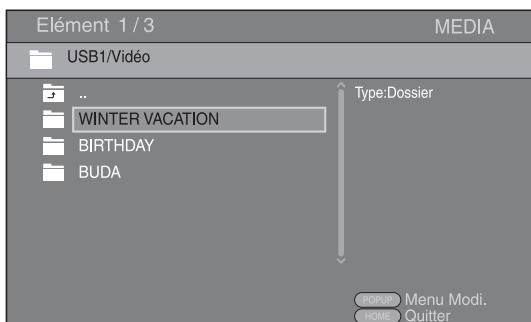 Elément 1 / 3
MEDIA
USB1/Vidéo
..
Type:Dossier
WINTER VACATION
BIRTHDAY
BUDA
POPUP Menu Modi.
HOME Quitter